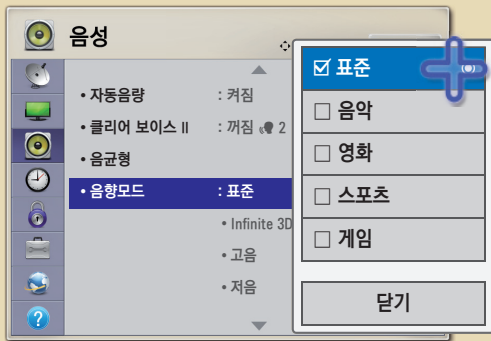 음성
• 자동음량 : 켜짐
• 클리어 보이스 II : 꺼짐 2
• 음균형
• 음향모드 : 표준
• Infinite 3D
• 고음
• 저음
?
☑ 표준
☐ 음악
☐ 영화
☐ 스포츠
☐ 게임
닫기